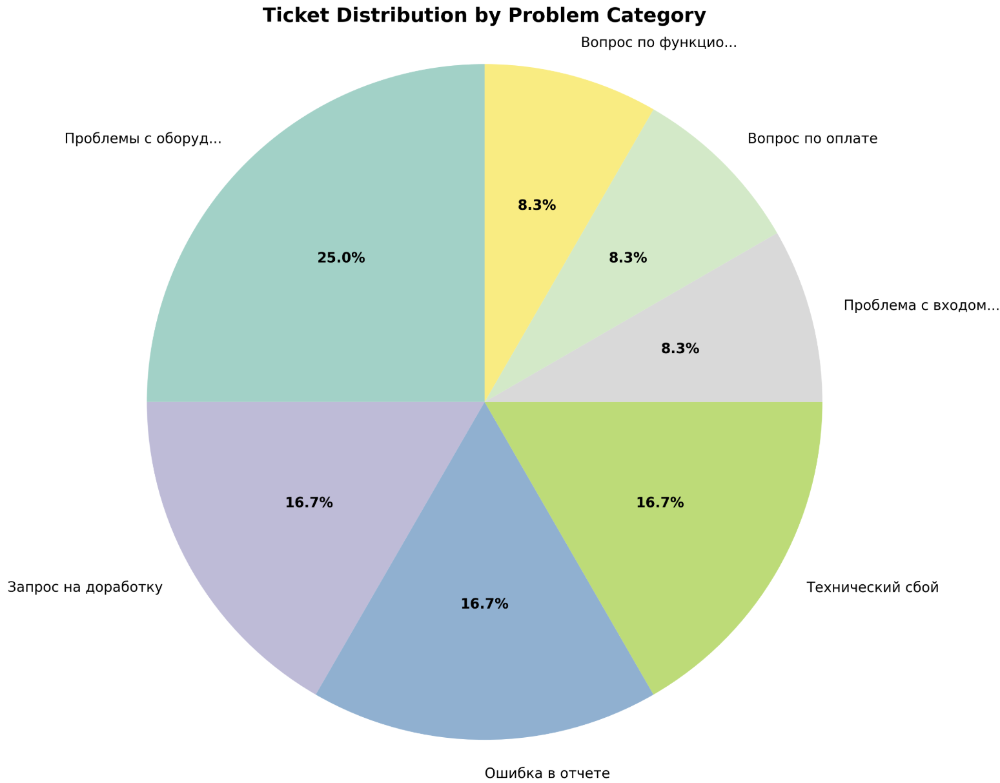 Ticket Distribution by Problem Category
Вопрос по функцио...
Проблемы с оборуд...
Вопрос по оплате
8.3%
25.0%
8.3%
Проблема с входом...
8.3%
16.7%
16.7%
Запрос на доработку
16.7%
Технический сбой
Ошибка в отчете